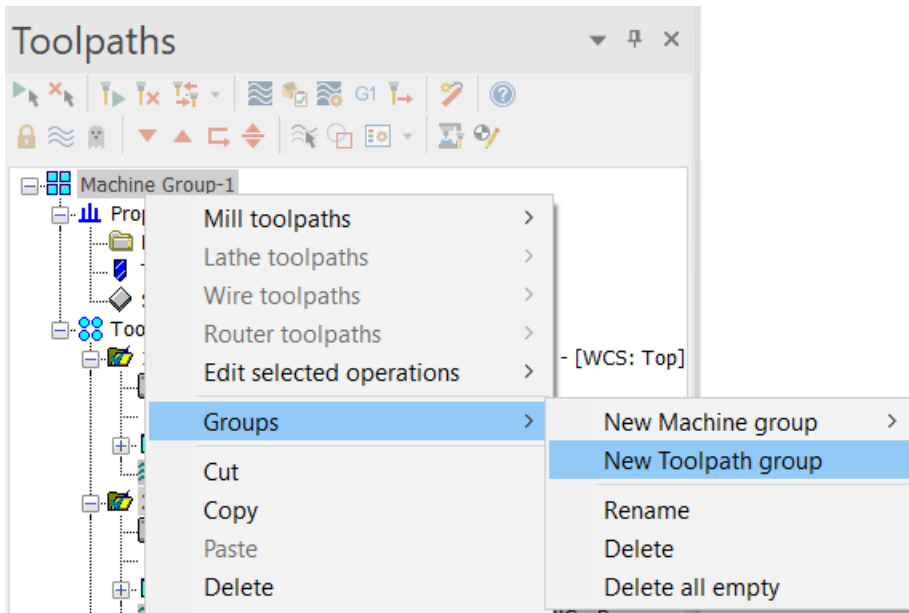 Toolpaths
G1
Machine Group-1
Mill toolpaths
Lathe toolpaths
Wire toolpaths
Router toolpaths
Edit selected operations
- [WCS: Top]
Groups
New Machine group
New Toolpath group
Cut
Copy
Rename
Paste
Delete
Delete
Delete all empty